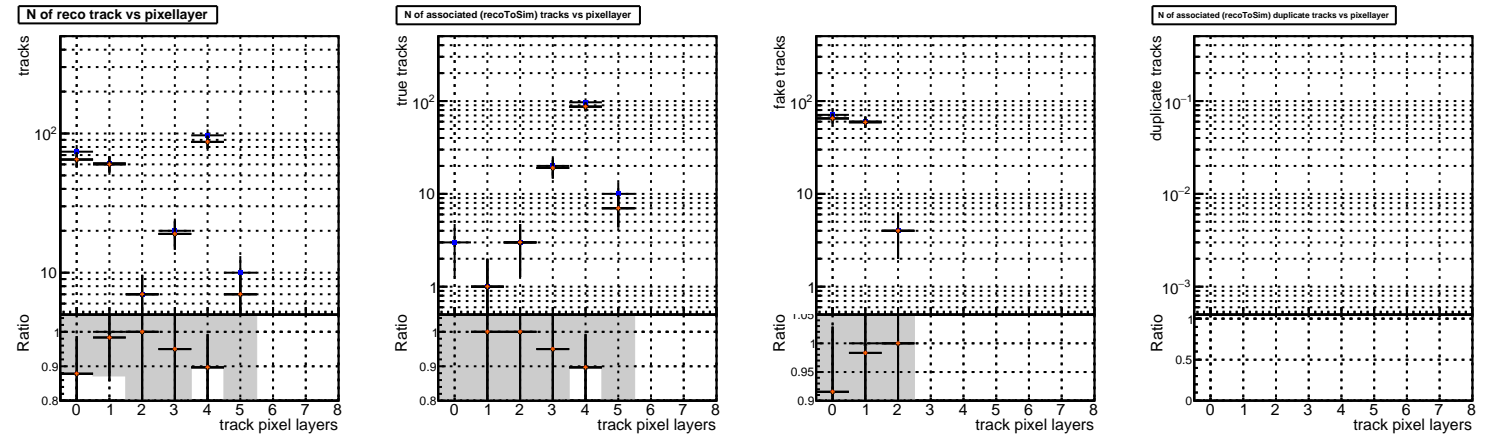 N of reco track vs pixellayer
tracks
10²
10
Ratio
1
0.9
0.8
0 1 2 3 4 5 6 7 8
track pixel layers
N of associated (recoToSim) tracks vs pixellayer
true tracks
10²
10
1
Ratio
1
0.9
0.8
0 1 2 3 4 5 6 7 8
track pixel layers
fake tracks
10²
10
1
Ratio
1.05
1
0.95
0.9
0 1 2 3 4 5 6 7 8
track pixel layers
N of associated (recoToSim) duplicate tracks vs pixellayer
duplicate tracks
10⁻¹
10⁻²
10⁻³
Ratio
1
0.5
0
0 1 2 3 4 5 6 7 8
track pixel layers